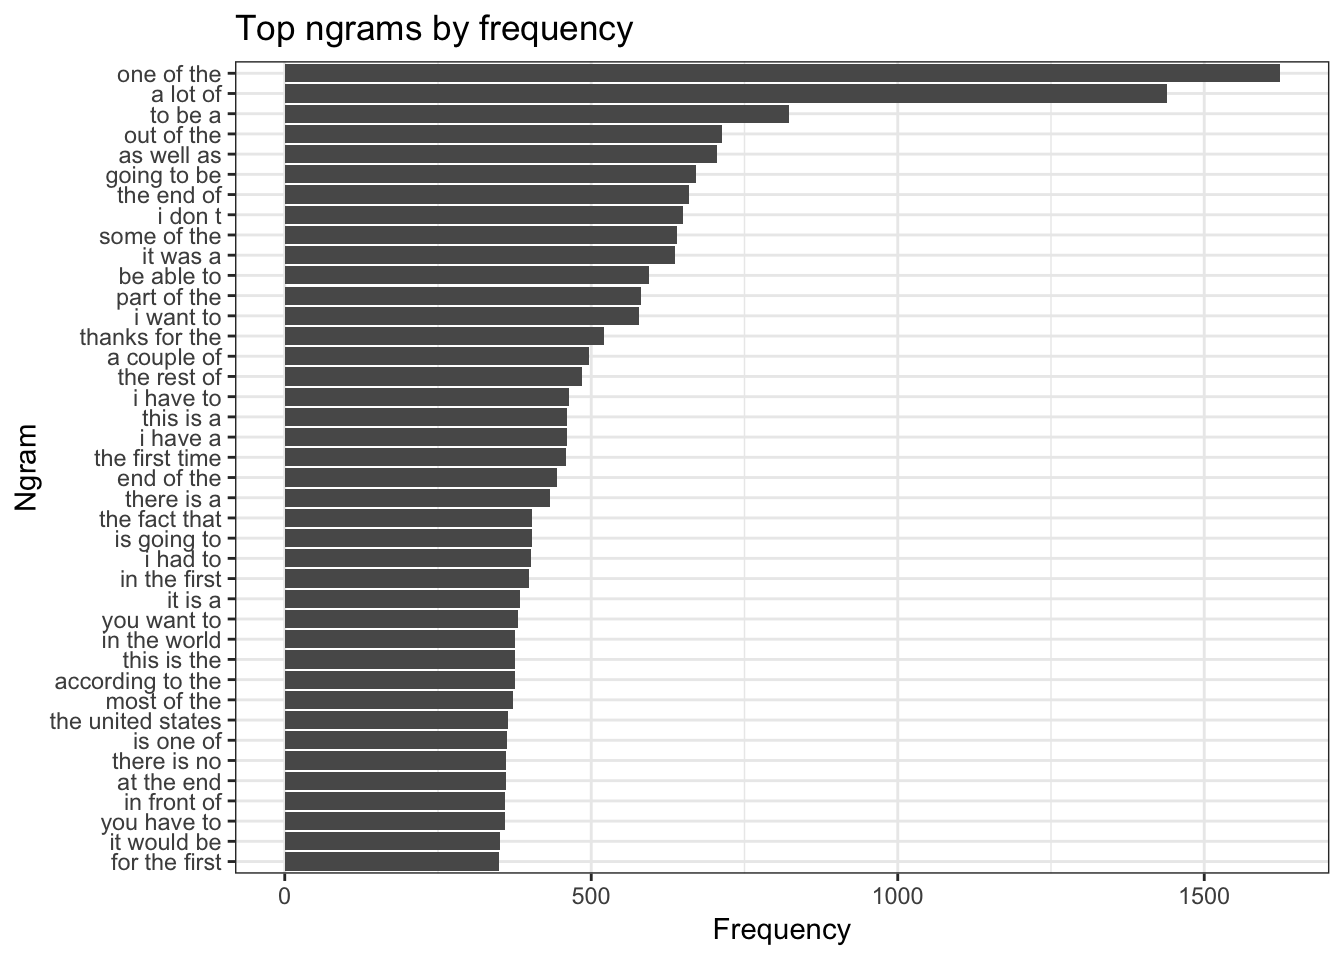 Top ngrams by frequency
one of the
a lot of
to be a
out of the
as well as
going to be
the end of
i don t
some of the
it was a
be able to
part of the
i want to
thanks for the
a couple of
the rest of
i have to
this is a
i have a
the first time
end of the
there is a
the fact that
is going to
i had to
in the first
it is a
you want to
in the world
this is the
according to the
most of the
the united states
is one of
there is no
at the end
in front of
you have to
it would be
for the first
Ngram
0 500 1000 1500
Frequency